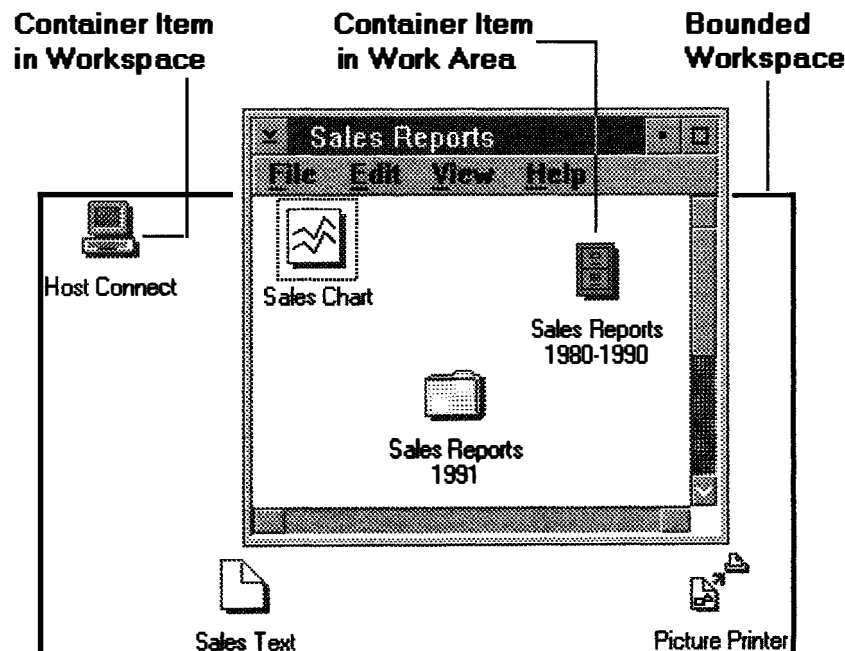 Container Item
in Workspace
Container Item
in Work Area
Bounded
Workspace
Sales Reports
File Edit View Help
Host Connect
Sales Chart
Sales Reports
1980-1990
Sales Reports
1991
Sales Text
Picture Printer